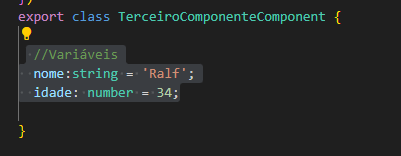 })
export class TerceiroComponenteComponent {
//Variáveis
nome:string = 'Ralf';
idade: number = 34;
}